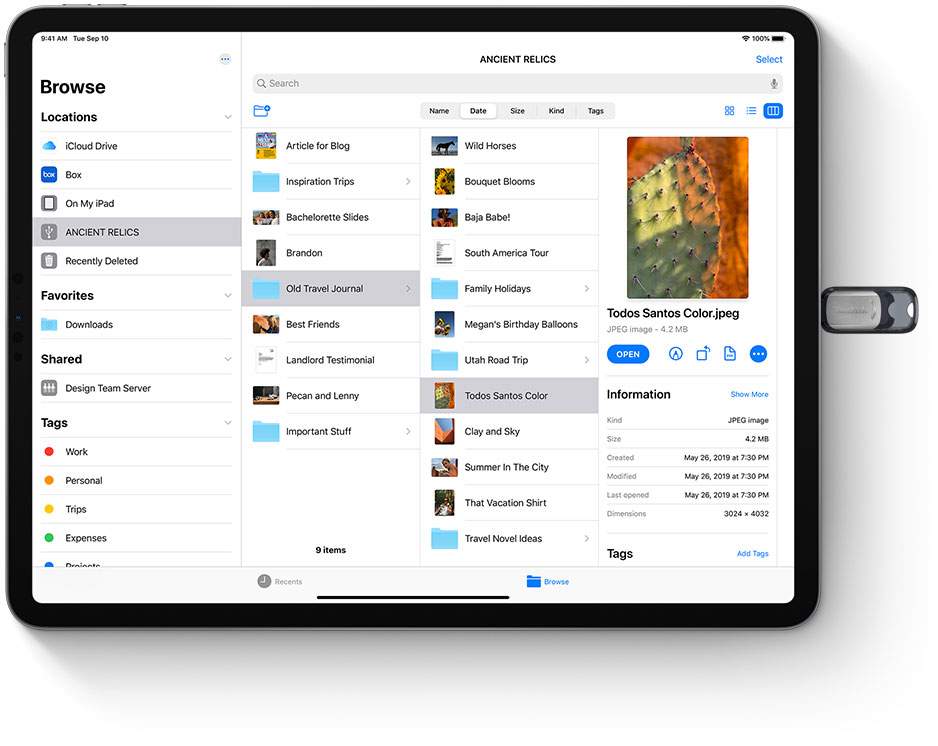 9:41 AM Tue Sep 10
100%
Browse
Locations
iCloud Drive
box
Box
On My iPad
ANCIENT RELICS
Recently Deleted
Favorites
Downloads
Shared
Design Team Server
Tags
Work
Personal
Trips
Expenses
Projects
ANCIENT RELICS
Select
Search
Name Date Size Kind Tags
Article for Blog
Inspiration Trips
Bachelorette Slides
Brandon
Old Travel Journal
Best Friends
Landlord Testimonial
Pecan and Lenny
Important Stuff
9 items
Wild Horses
Bouquet Blooms
Baja Babe!
South America Tour
Family Holidays
Megan's Birthday Balloons
Utah Road Trip
Todos Santos Color
Clay and Sky
Summer In The City
That Vacation Shirt
Travel Novel Ideas
Todos Santos Color.jpeg
JPEG image - 4.2 MB
OPEN
Information Show More
Kind JPEG image
Size 4.2 MB
Created May 26, 2019 at 7:30 PM
Modified May 26, 2019 at 7:30 PM
Last opened May 26, 2019 at 7:30 PM
Dimensions 3024 × 4032
Tags Add Tags
Recents
Browse